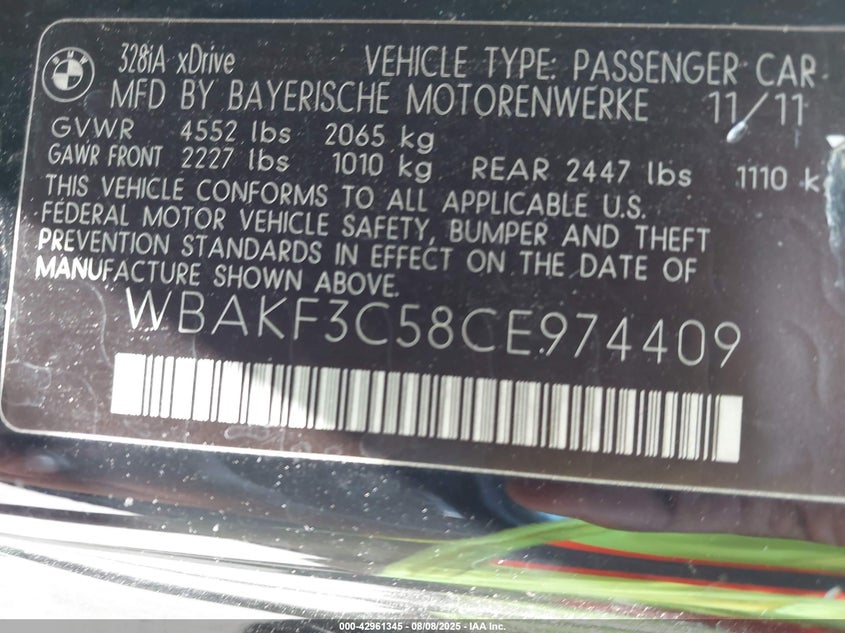 BMW
328iA xDrive VEHICLE TYPE: PASSENGER CAR
MFD BY BAYERISCHE MOTORENWERKE 11/11
GVWR 4552 lbs 2065 kg
GAWR FRONT 2227 lbs 1010 kg REAR 2447 lbs 1110 k
THIS VEHICLE CONFORMS TO ALL APPLICABLE U.S.
FEDERAL MOTOR VEHICLE SAFETY, BUMPER AND THEFT
PREVENTION STANDARDS IN EFFECT ON THE DATE OF
MANUFACTURE SHOWN ABOVE.
WBAKF3C58CE974409
000-42961345 - 08/08/2025 - IAA Inc.